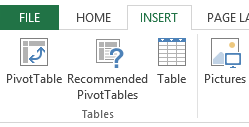 FILE HOME INSERT PAGE LA
PivotTable Recommended Table Pictures
PivotTables
Tables